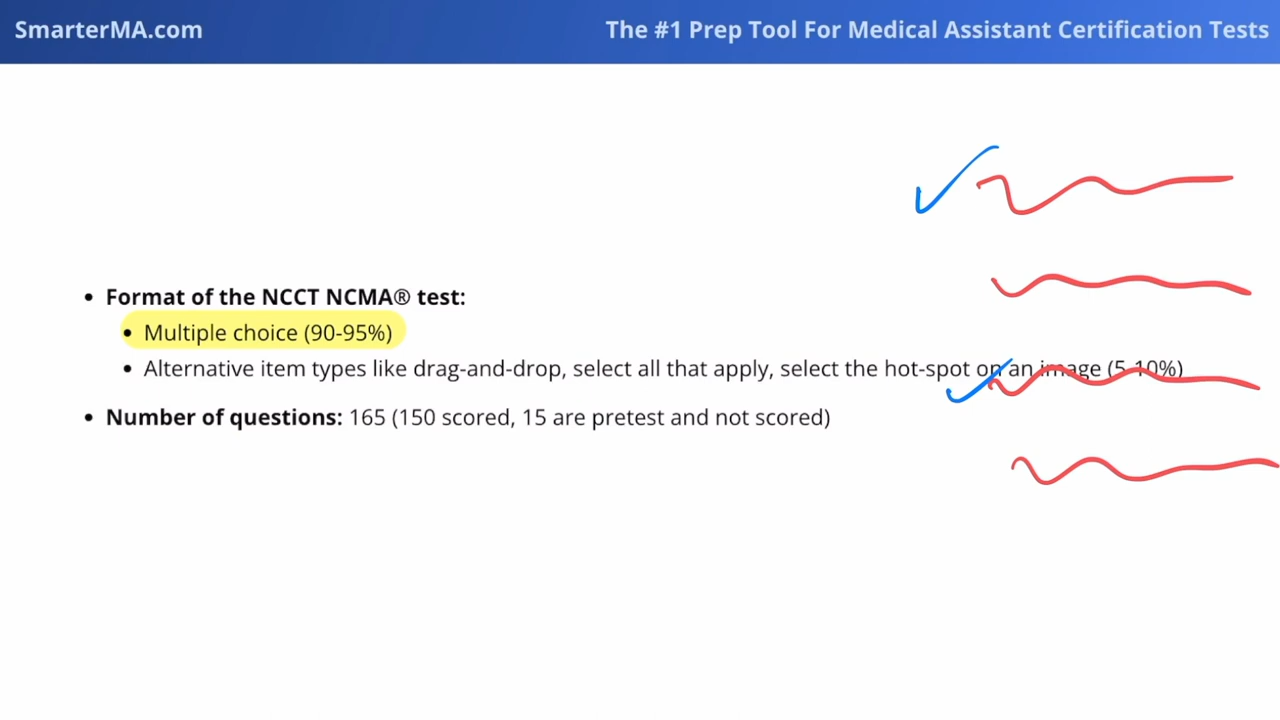 SmarterMA.com
The #1 Prep Tool For Medical Assistant Certification Tests
• Format of the NCCT NCMA® test:
• Multiple choice (90-95%)
• Alternative item types like drag-and-drop, select all that apply, select the hot-spot on an image (5-10%)
• Number of questions: 165 (150 scored, 15 are pretest and not scored)